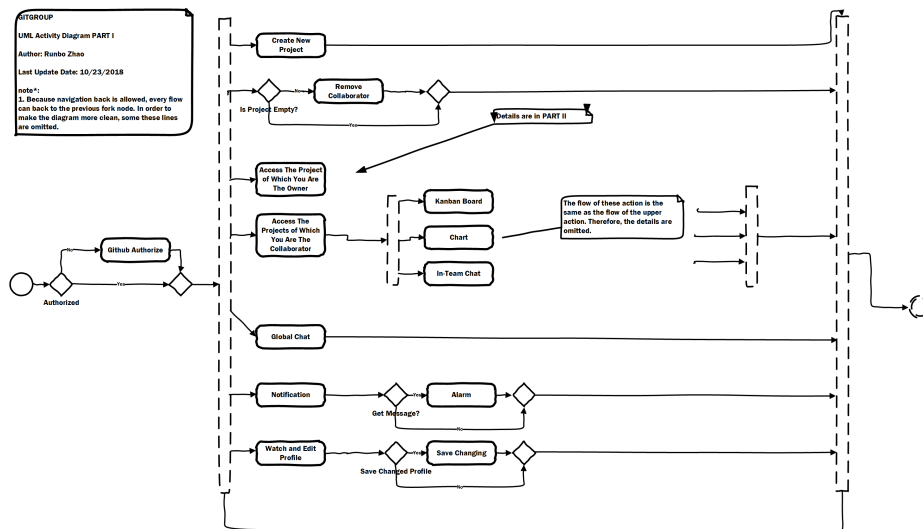 GITGROUP
UML Activity Diagram PART I
Author: Runbo Zhao
Last Update Date: 10/23/2018
note*:
1. Because navigation back is allowed, every flow
can back to the previous fork node. In order to
make the diagram more clean, some these lines
are omitted.
Create New
Project
Is Project Empty?
No
Remove
Collaborator
Yes
Details are in PART II
Access The Project
of Which You Are
The Owner
Access The
Projects of Which
You Are The
Collaborator
Kanban Board
Chart
In-Team Chat
The flow of these action is the
same as the flow of the upper
action. Therefore, the details are
omitted.
Authorized
No
Github Authorize
Yes
Global Chat
Notification
Get Message?
Yes
Alarm
No
Watch and Edit
Profile
Save Changed Profile
Yes
Save Changing
No